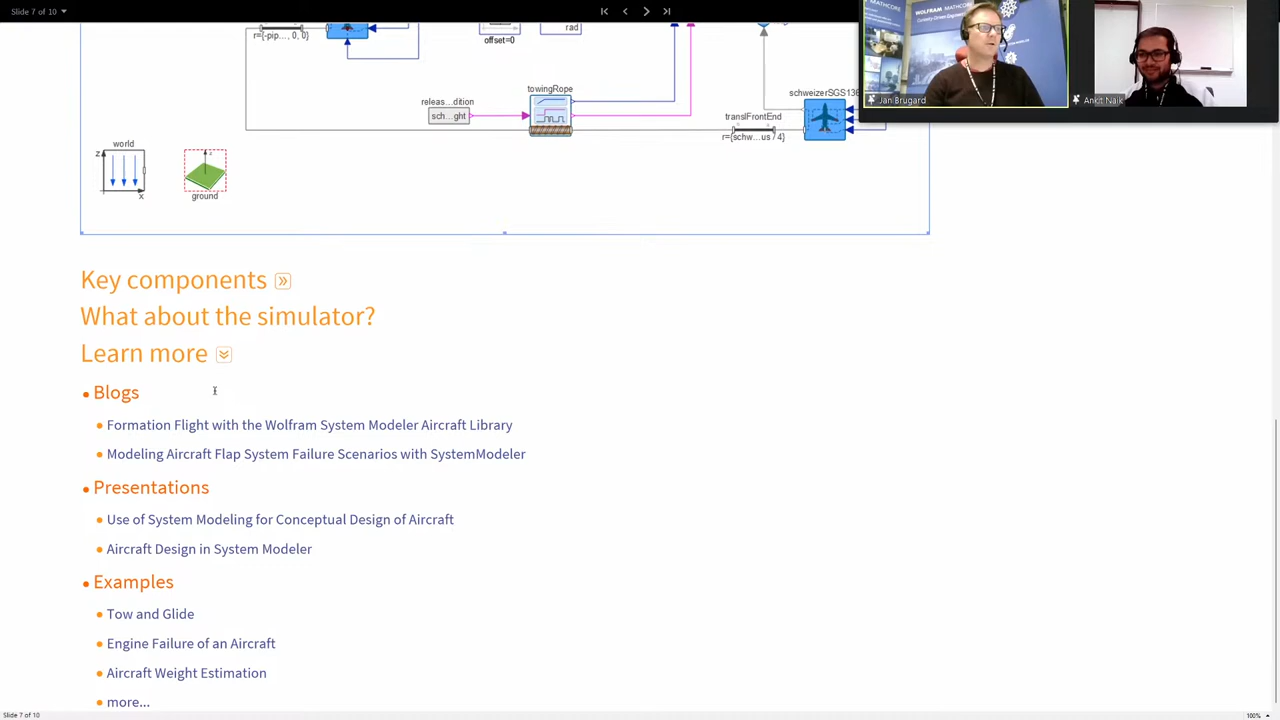 Slide 7 of 10
WOLFRAM MATHCORE
r={-pip..., 0, 0}
offset=0
rad
Jan Brugard
Ankit Naik
towingRope
releas...dition
sch...ght
schweizerSGS136
translFrontEnd
r={schw...us / 4}
world
z
x
ground
Key components
What about the simulator?
Learn more
• Blogs
• Formation Flight with the Wolfram System Modeler Aircraft Library
• Modeling Aircraft Flap System Failure Scenarios with SystemModeler
• Presentations
• Use of System Modeling for Conceptual Design of Aircraft
• Aircraft Design in System Modeler
• Examples
• Tow and Glide
• Engine Failure of an Aircraft
• Aircraft Weight Estimation
• more...
Slide 7 of 10
100%